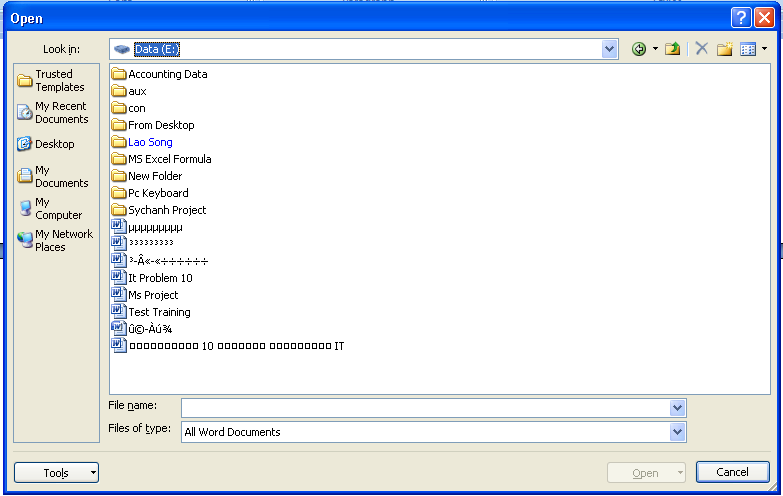 Open
Look in:
Data (E:)
Trusted Templates
My Recent Documents
Desktop
My Documents
My Computer
My Network Places
Accounting Data
aux
con
From Desktop
Lao Song
MS Excel Formula
New Folder
Pc Keyboard
Sychanh Project
µµµµµµµµµ
³³³³³³³³³
³-Â«-«÷÷÷÷÷÷
It Problem 10
Ms Project
Test Training
û©-Àú¾
□□□□□□□□□□ 10 □□□□□□□ □□□□□□□□□ IT
File name:
Files of type:
All Word Documents
Tools
Open
Cancel